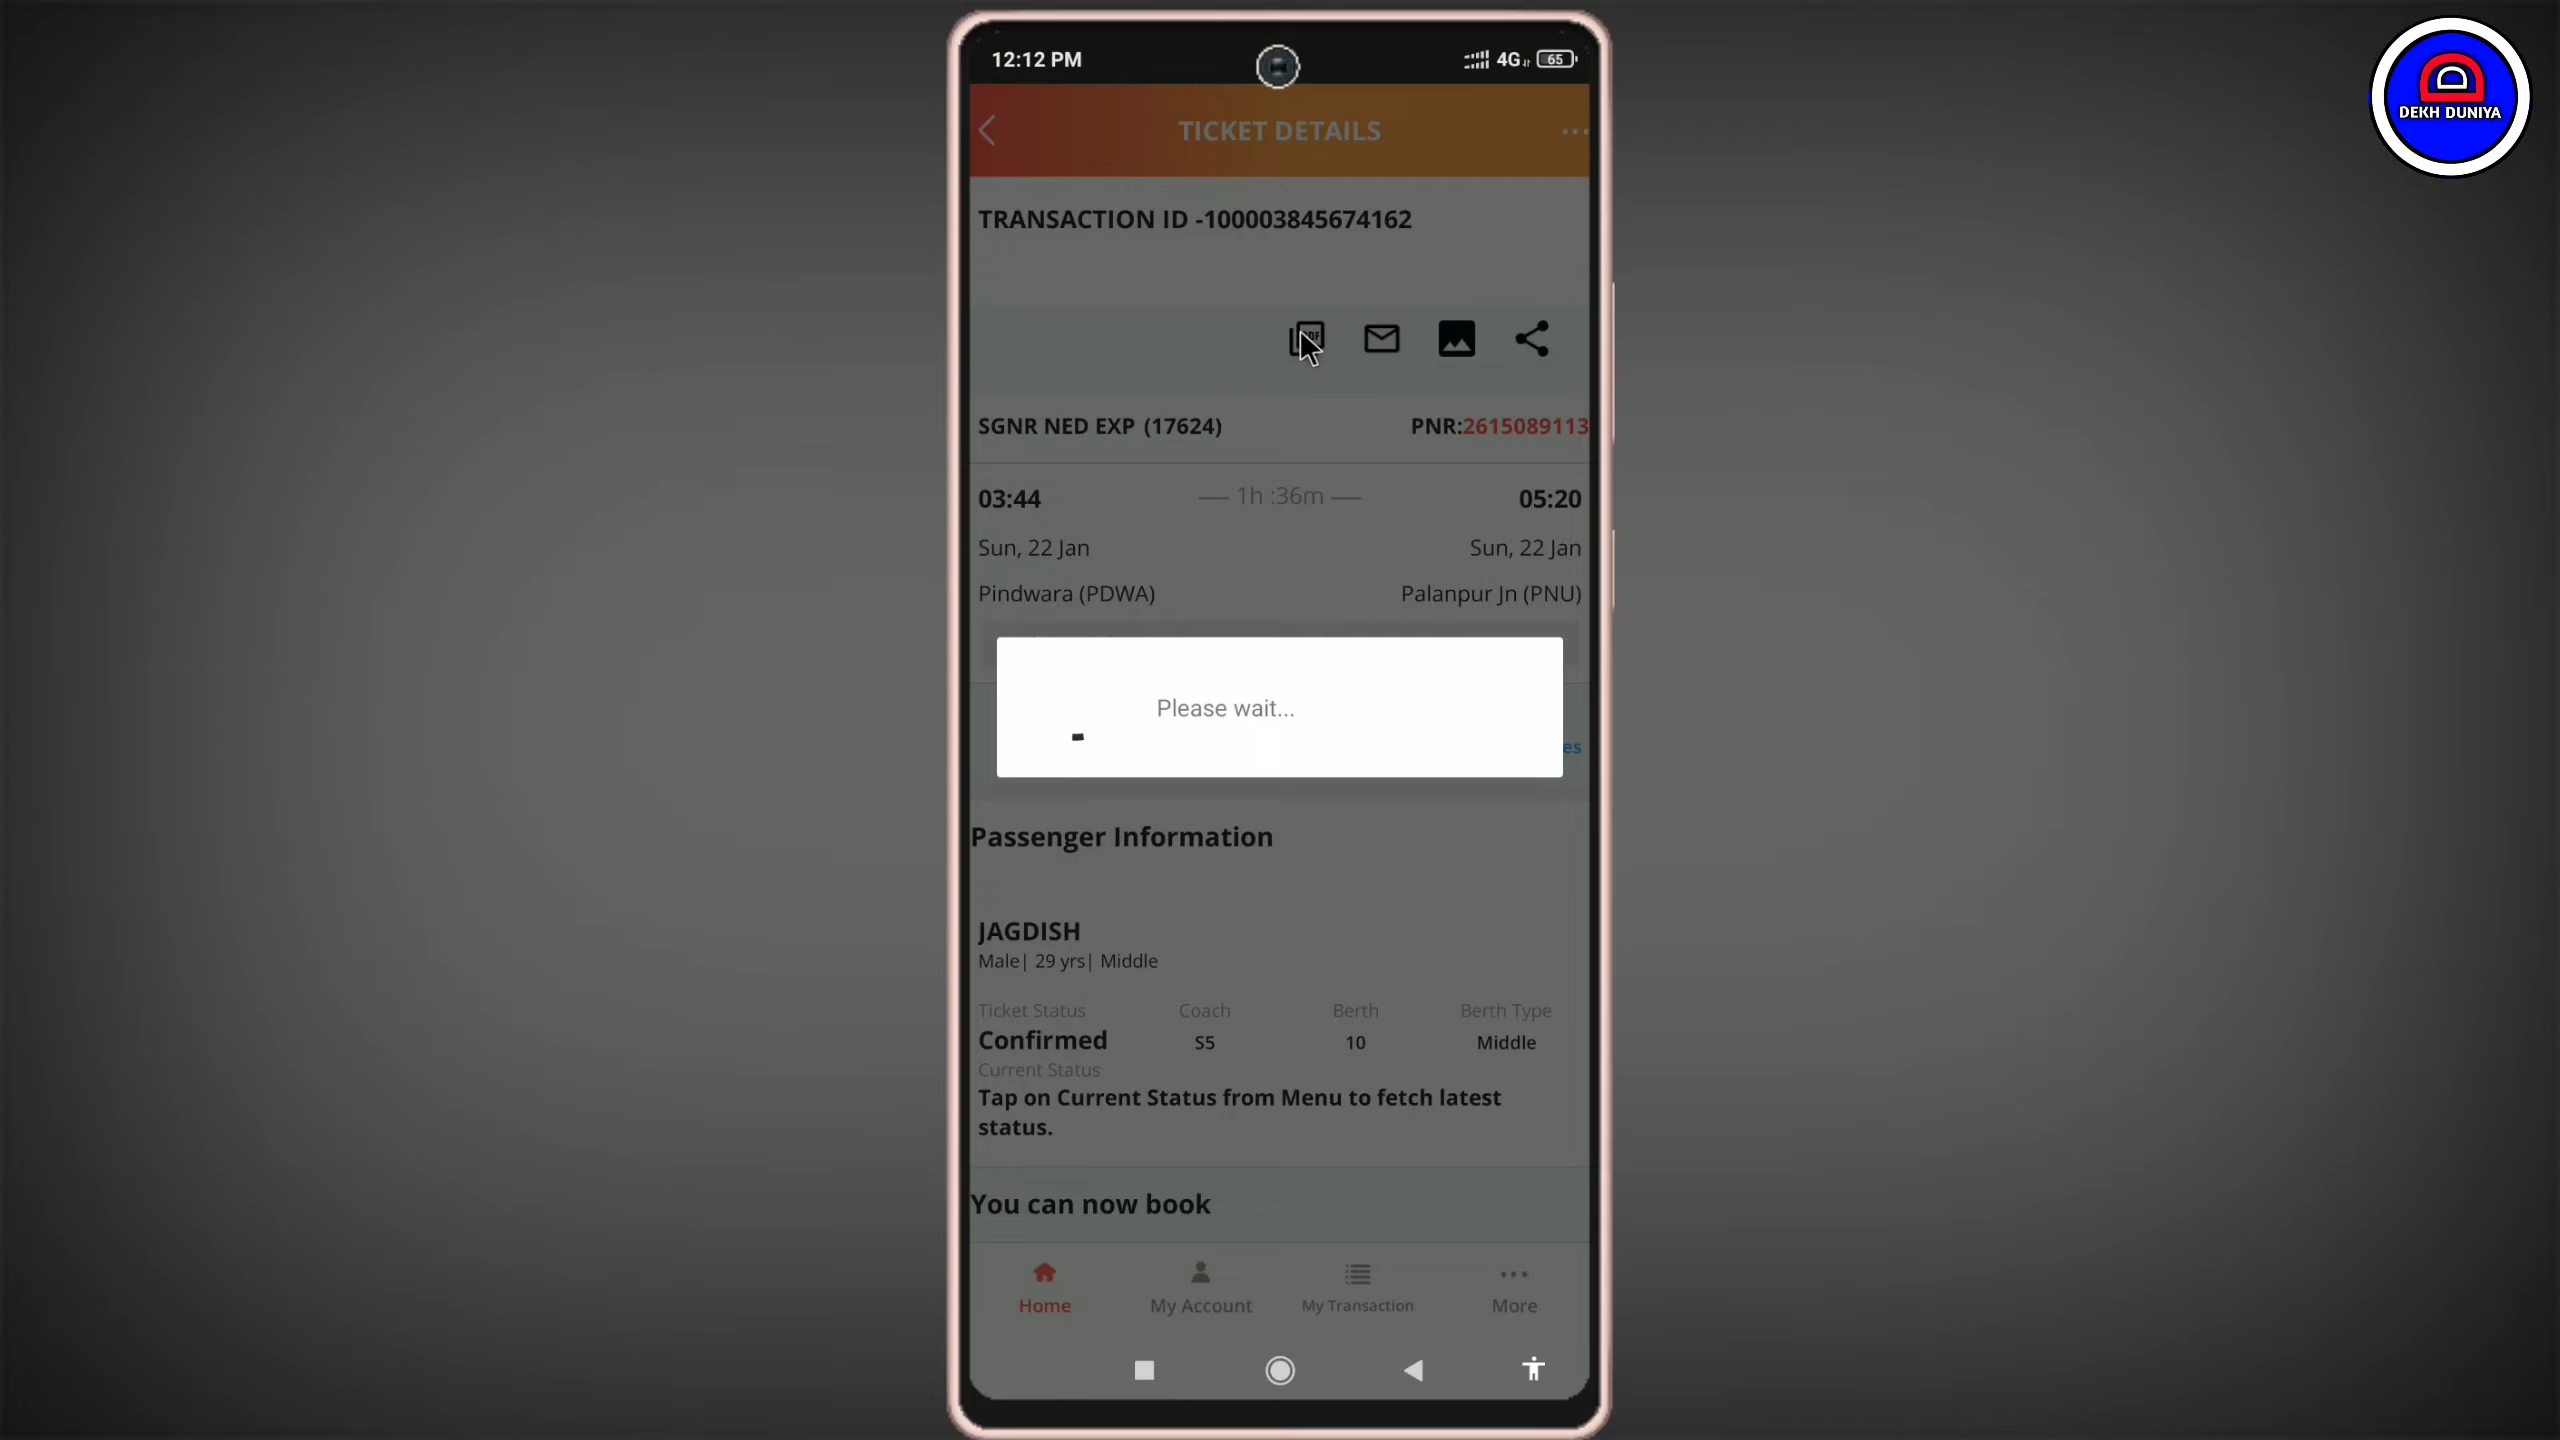 12:12 PM
4G 65
DEKH DUNIYA
TICKET DETAILS
TRANSACTION ID -100003845674162
SGNR NED EXP (17624) PNR:2615089113
03:44 1h :36m 05:20
Sun, 22 Jan Sun, 22 Jan
Pindwara (PDWA) Palanpur Jn (PNU)
Please wait...
es
Passenger Information
JAGDISH
Male| 29 yrs| Middle
Ticket Status Coach Berth Berth Type
Confirmed S5 10 Middle
Current Status
Tap on Current Status from Menu to fetch latest
status.
You can now book
Home My Account My Transaction More